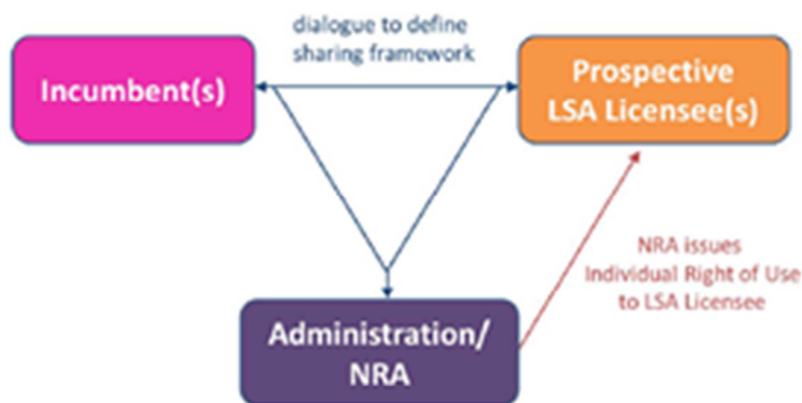 dialogue to define
sharing framework
Incumbent(s)
Prospective
LSA Licensee(s)
NRA issues
Individual Right of Use
to LSA Licensee
Administration/
NRA